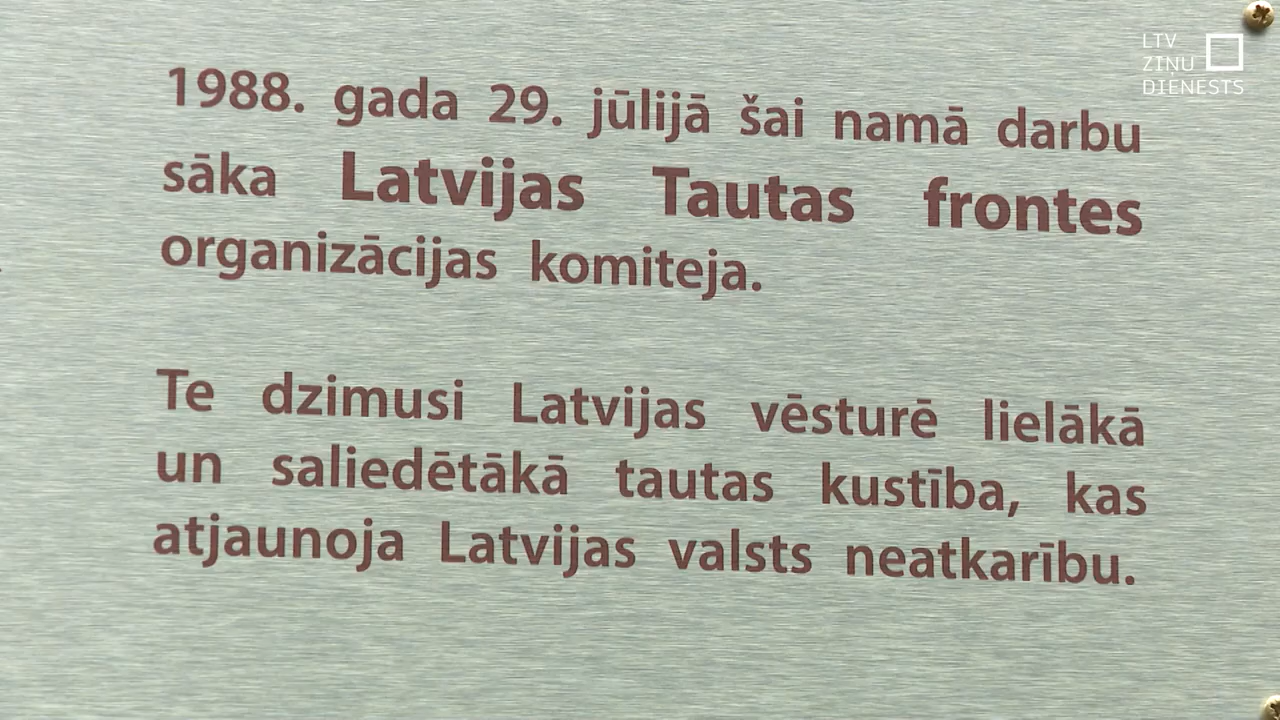 LTV
ZIŅU
DIENESTS
1988. gada 29. jūlijā šai namā darbu
sāka Latvijas Tautas frontes
organizācijas komiteja.
Te dzimusi Latvijas vēsturē lielākā
un saliedētākā tautas kustība, kas
atjaunoja Latvijas valsts neatkarību.